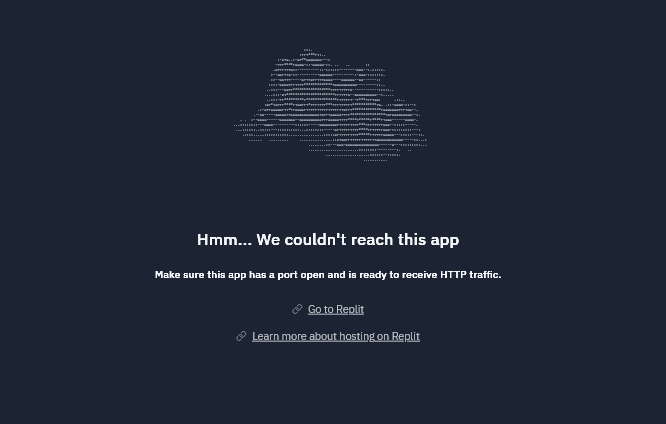 Hmm... We couldn't reach this app
Make sure this app has a port open and is ready to receive HTTP traffic.
Go to Replit
Learn more about hosting on Replit